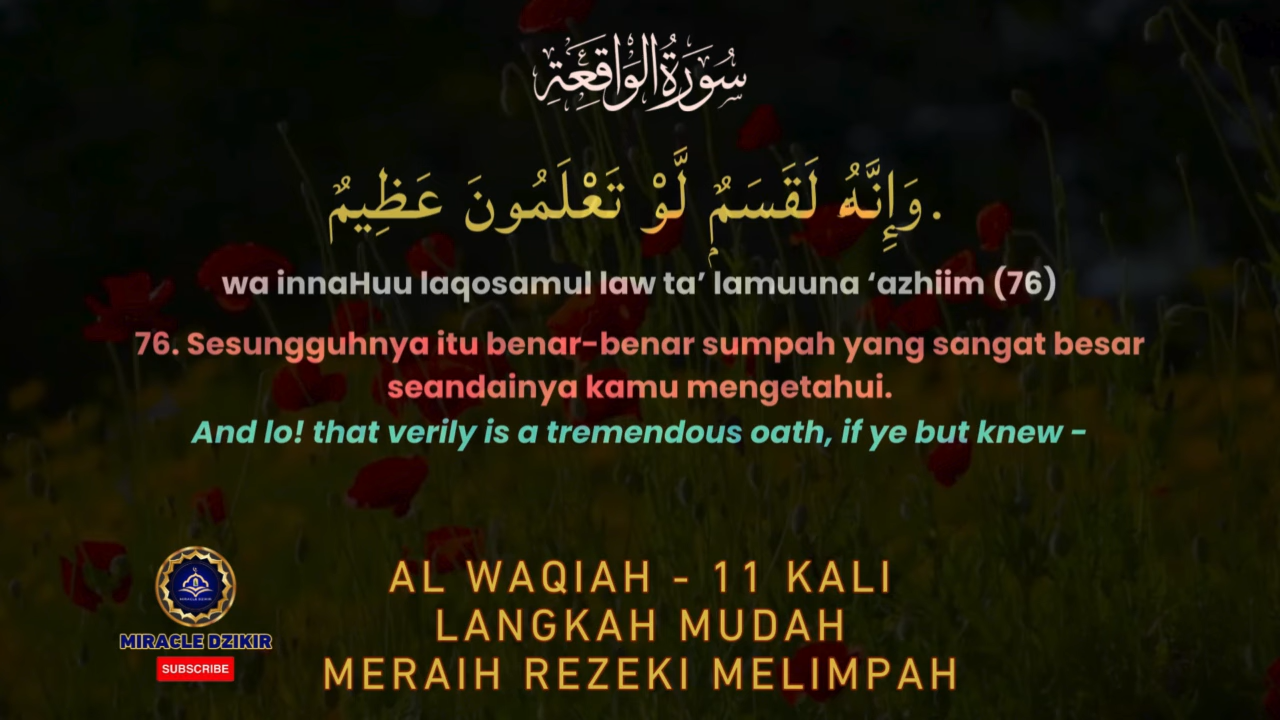 سُورَةُ الوَاقِعَةِ
وَإِنَّهُ لَقَسَمٌ لَّوْ تَعْلَمُونَ عَظِيمٌ.
wa innaHuu laqosamul law ta’ lamuuna ‘azhiim (76)
76. Sesungguhnya itu benar-benar sumpah yang sangat besar
seandainya kamu mengetahui.
And lo! that verily is a tremendous oath, if ye but knew -
AL WAQIAH - 11 KALI
LANGKAH MUDAH
MERAIH REZEKI MELIMPAH
MIRACLE DZIKIR
MIRACLE DZIKIR
SUBSCRIBE